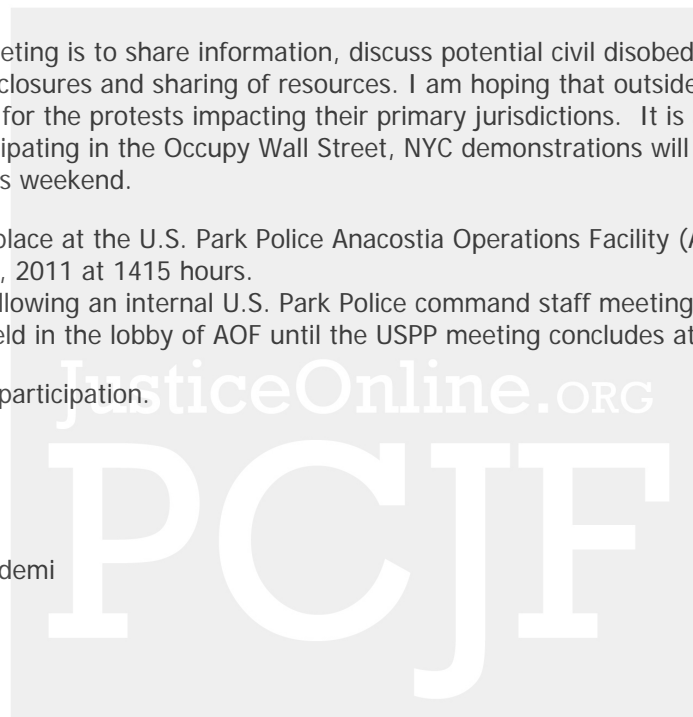 eting is to share information, discuss potential civil disobed
closures and sharing of resources. I am hoping that outside
for the protests impacting their primary jurisdictions. It is
ipating in the Occupy Wall Street, NYC demonstrations will
s weekend.
place at the U.S. Park Police Anacostia Operations Facility (A
, 2011 at 1415 hours.
llowing an internal U.S. Park Police command staff meeting
eld in the lobby of AOF until the USPP meeting concludes at
participation.
JusticeOnline.ORG
PCJF
demi